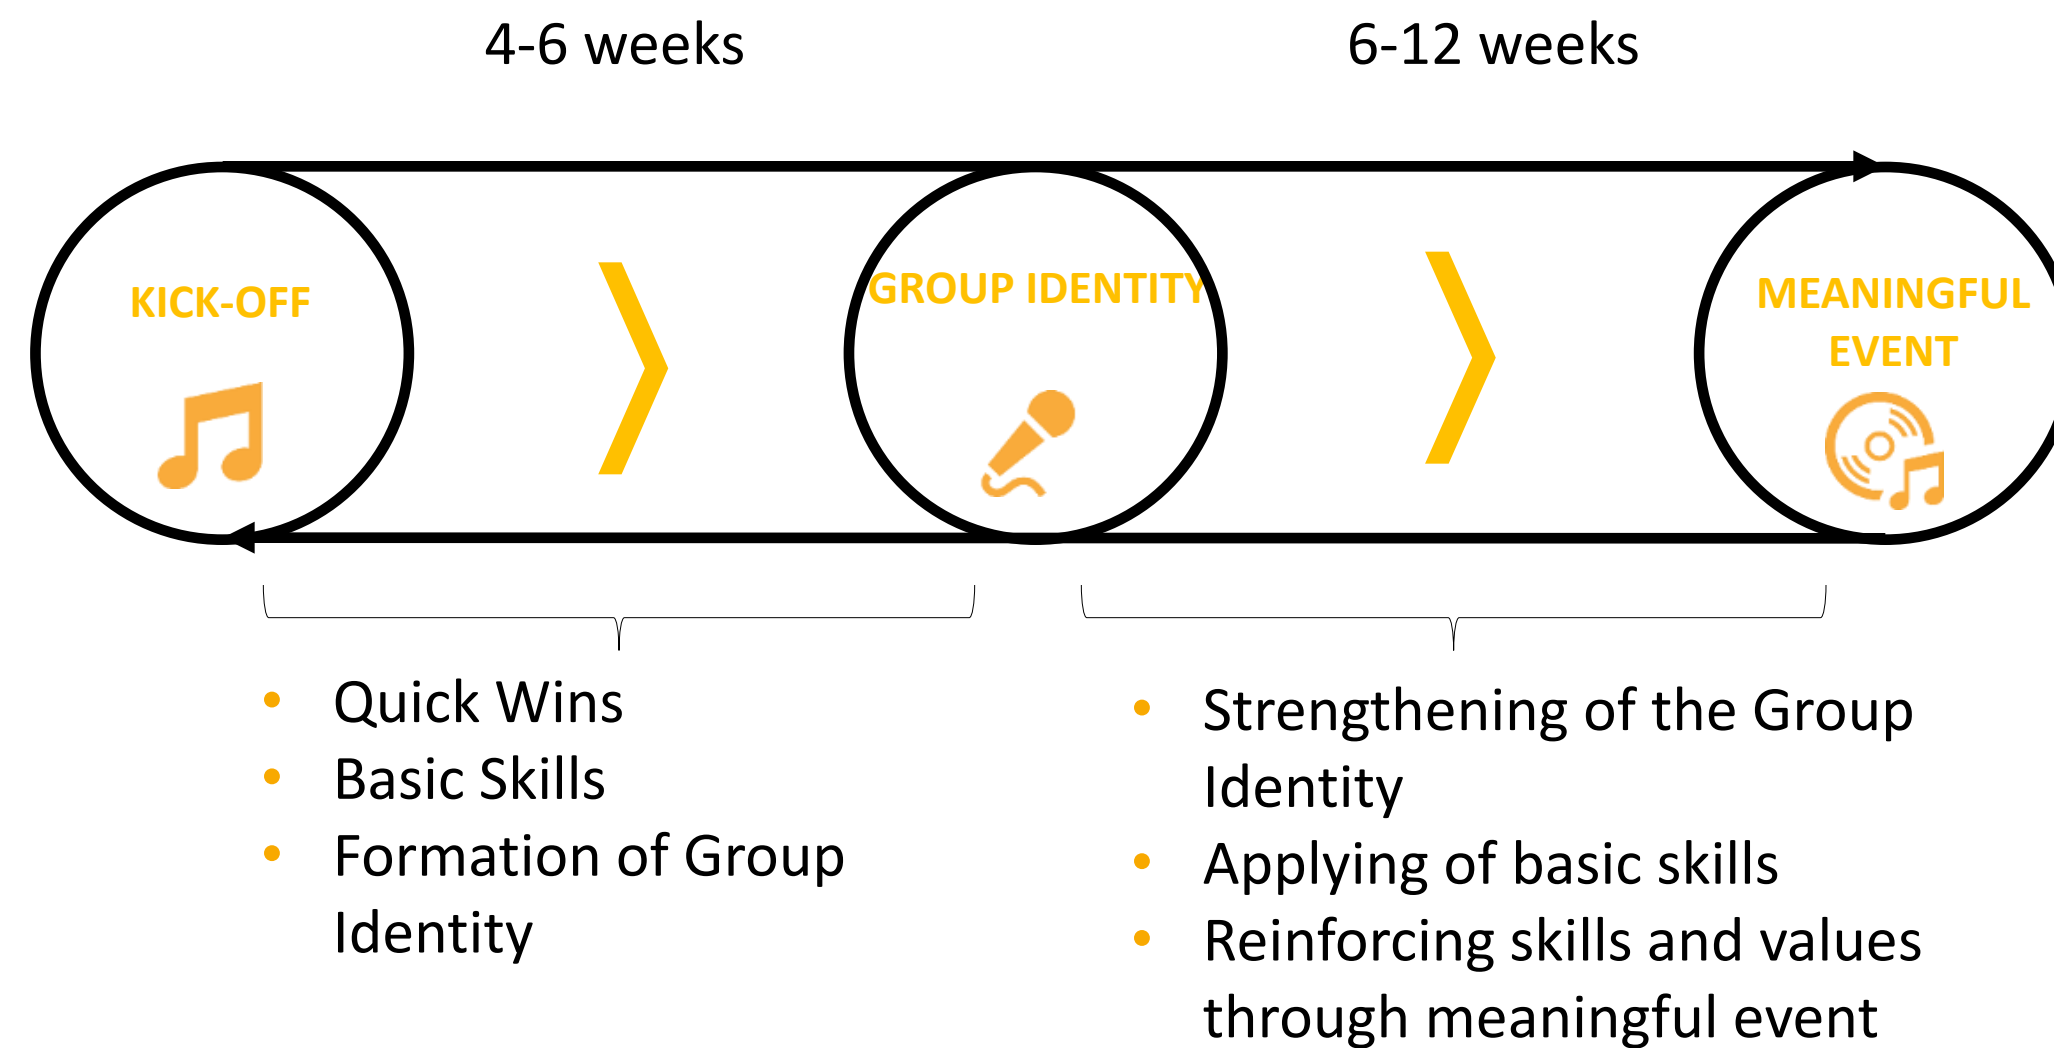 4-6 weeks
6-12 weeks
KICK-OFF
GROUP IDENTITY
MEANINGFUL
EVENT
• Quick Wins
• Basic Skills
• Formation of Group
Identity
• Strengthening of the Group
Identity
• Applying of basic skills
• Reinforcing skills and values
through meaningful event